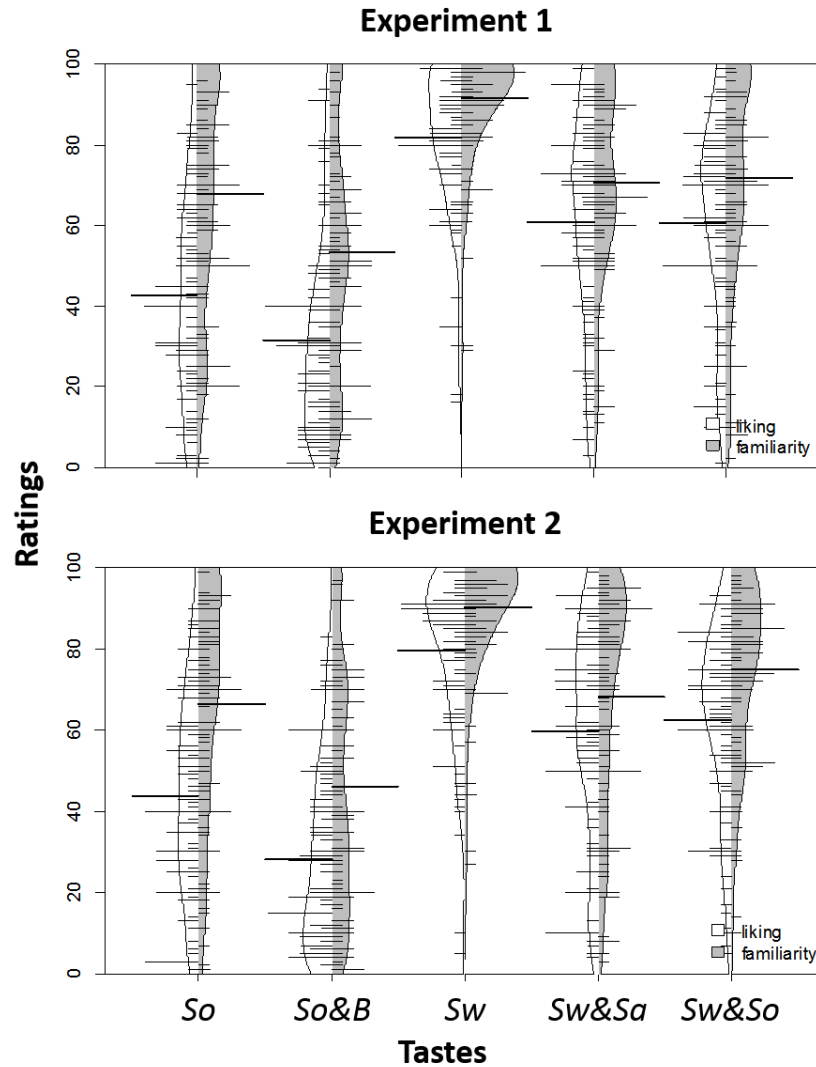 Experiment 1
100
80
60
40
20
0
liking
familiarity
Ratings
Experiment 2
100
80
60
40
20
0
liking
familiarity
So So&B Sw Sw&Sa Sw&So
Tastes